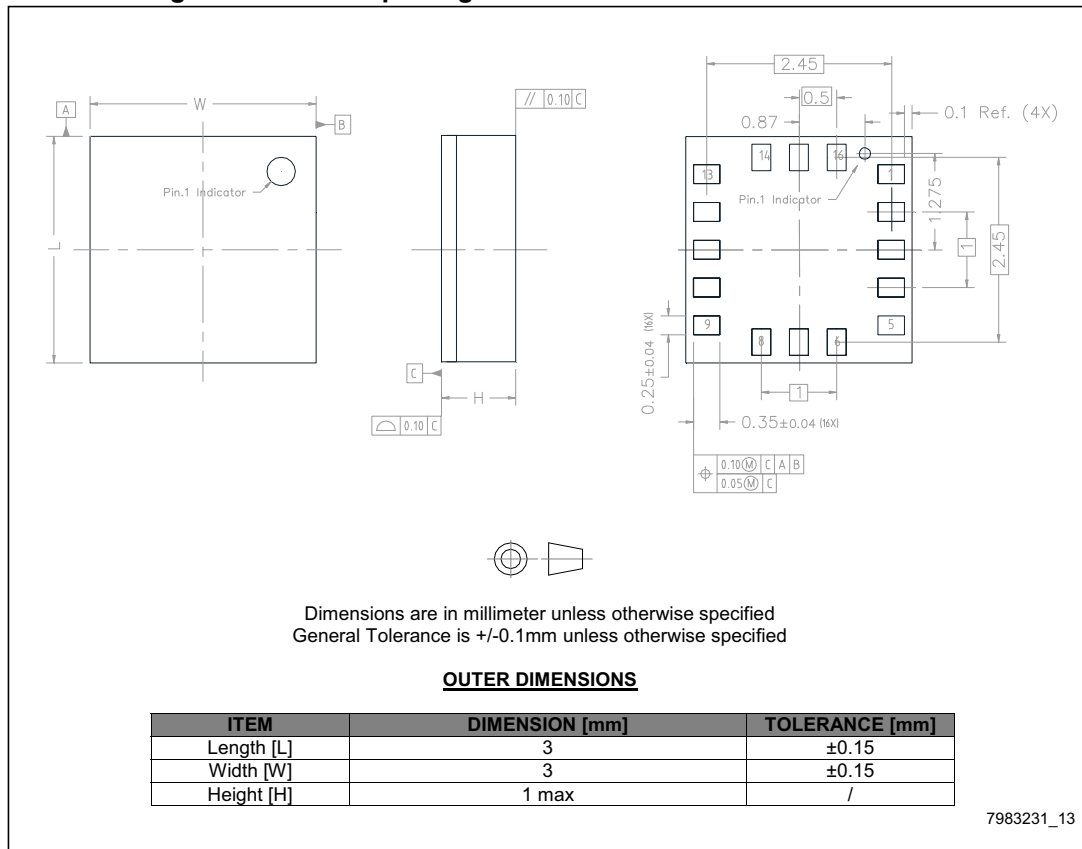 W
A
B
Pin.1 Indicator
L
// 0.10 C
C
H
0.10 C
2.45
0.5
0.87
0.1 Ref. (4X)
14
16
13
1
Pin.1 Indicator
1.275
1
2.45
9
5
8
6
0.25±0.04 (16X)
1
0.35±0.04 (16X)
0.10 Ⓜ C A B
0.05 Ⓜ C
Dimensions are in millimeter unless otherwise specified
General Tolerance is +/-0.1mm unless otherwise specified
OUTER DIMENSIONS
ITEM DIMENSION [mm] TOLERANCE [mm]
Length [L] 3 ±0.15
Width [W] 3 ±0.15
Height [H] 1 max /
7983231_13